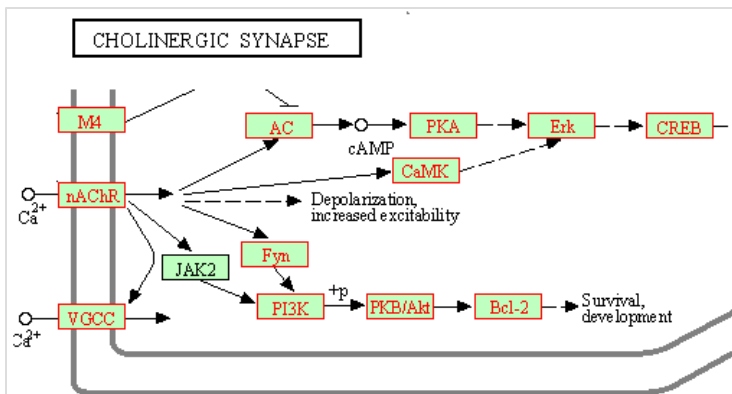 CHOLINERGIC SYNAPSE
M4
AC
cAMP
PKA
Erk
CREB
CaMK
nAChR
Ca2+
Depolarization,
increased excitability
Fyn
JAK2
PI3K
+p
PKB/Akt
Bcl-2
Survival,
development
VGCC
Ca2+